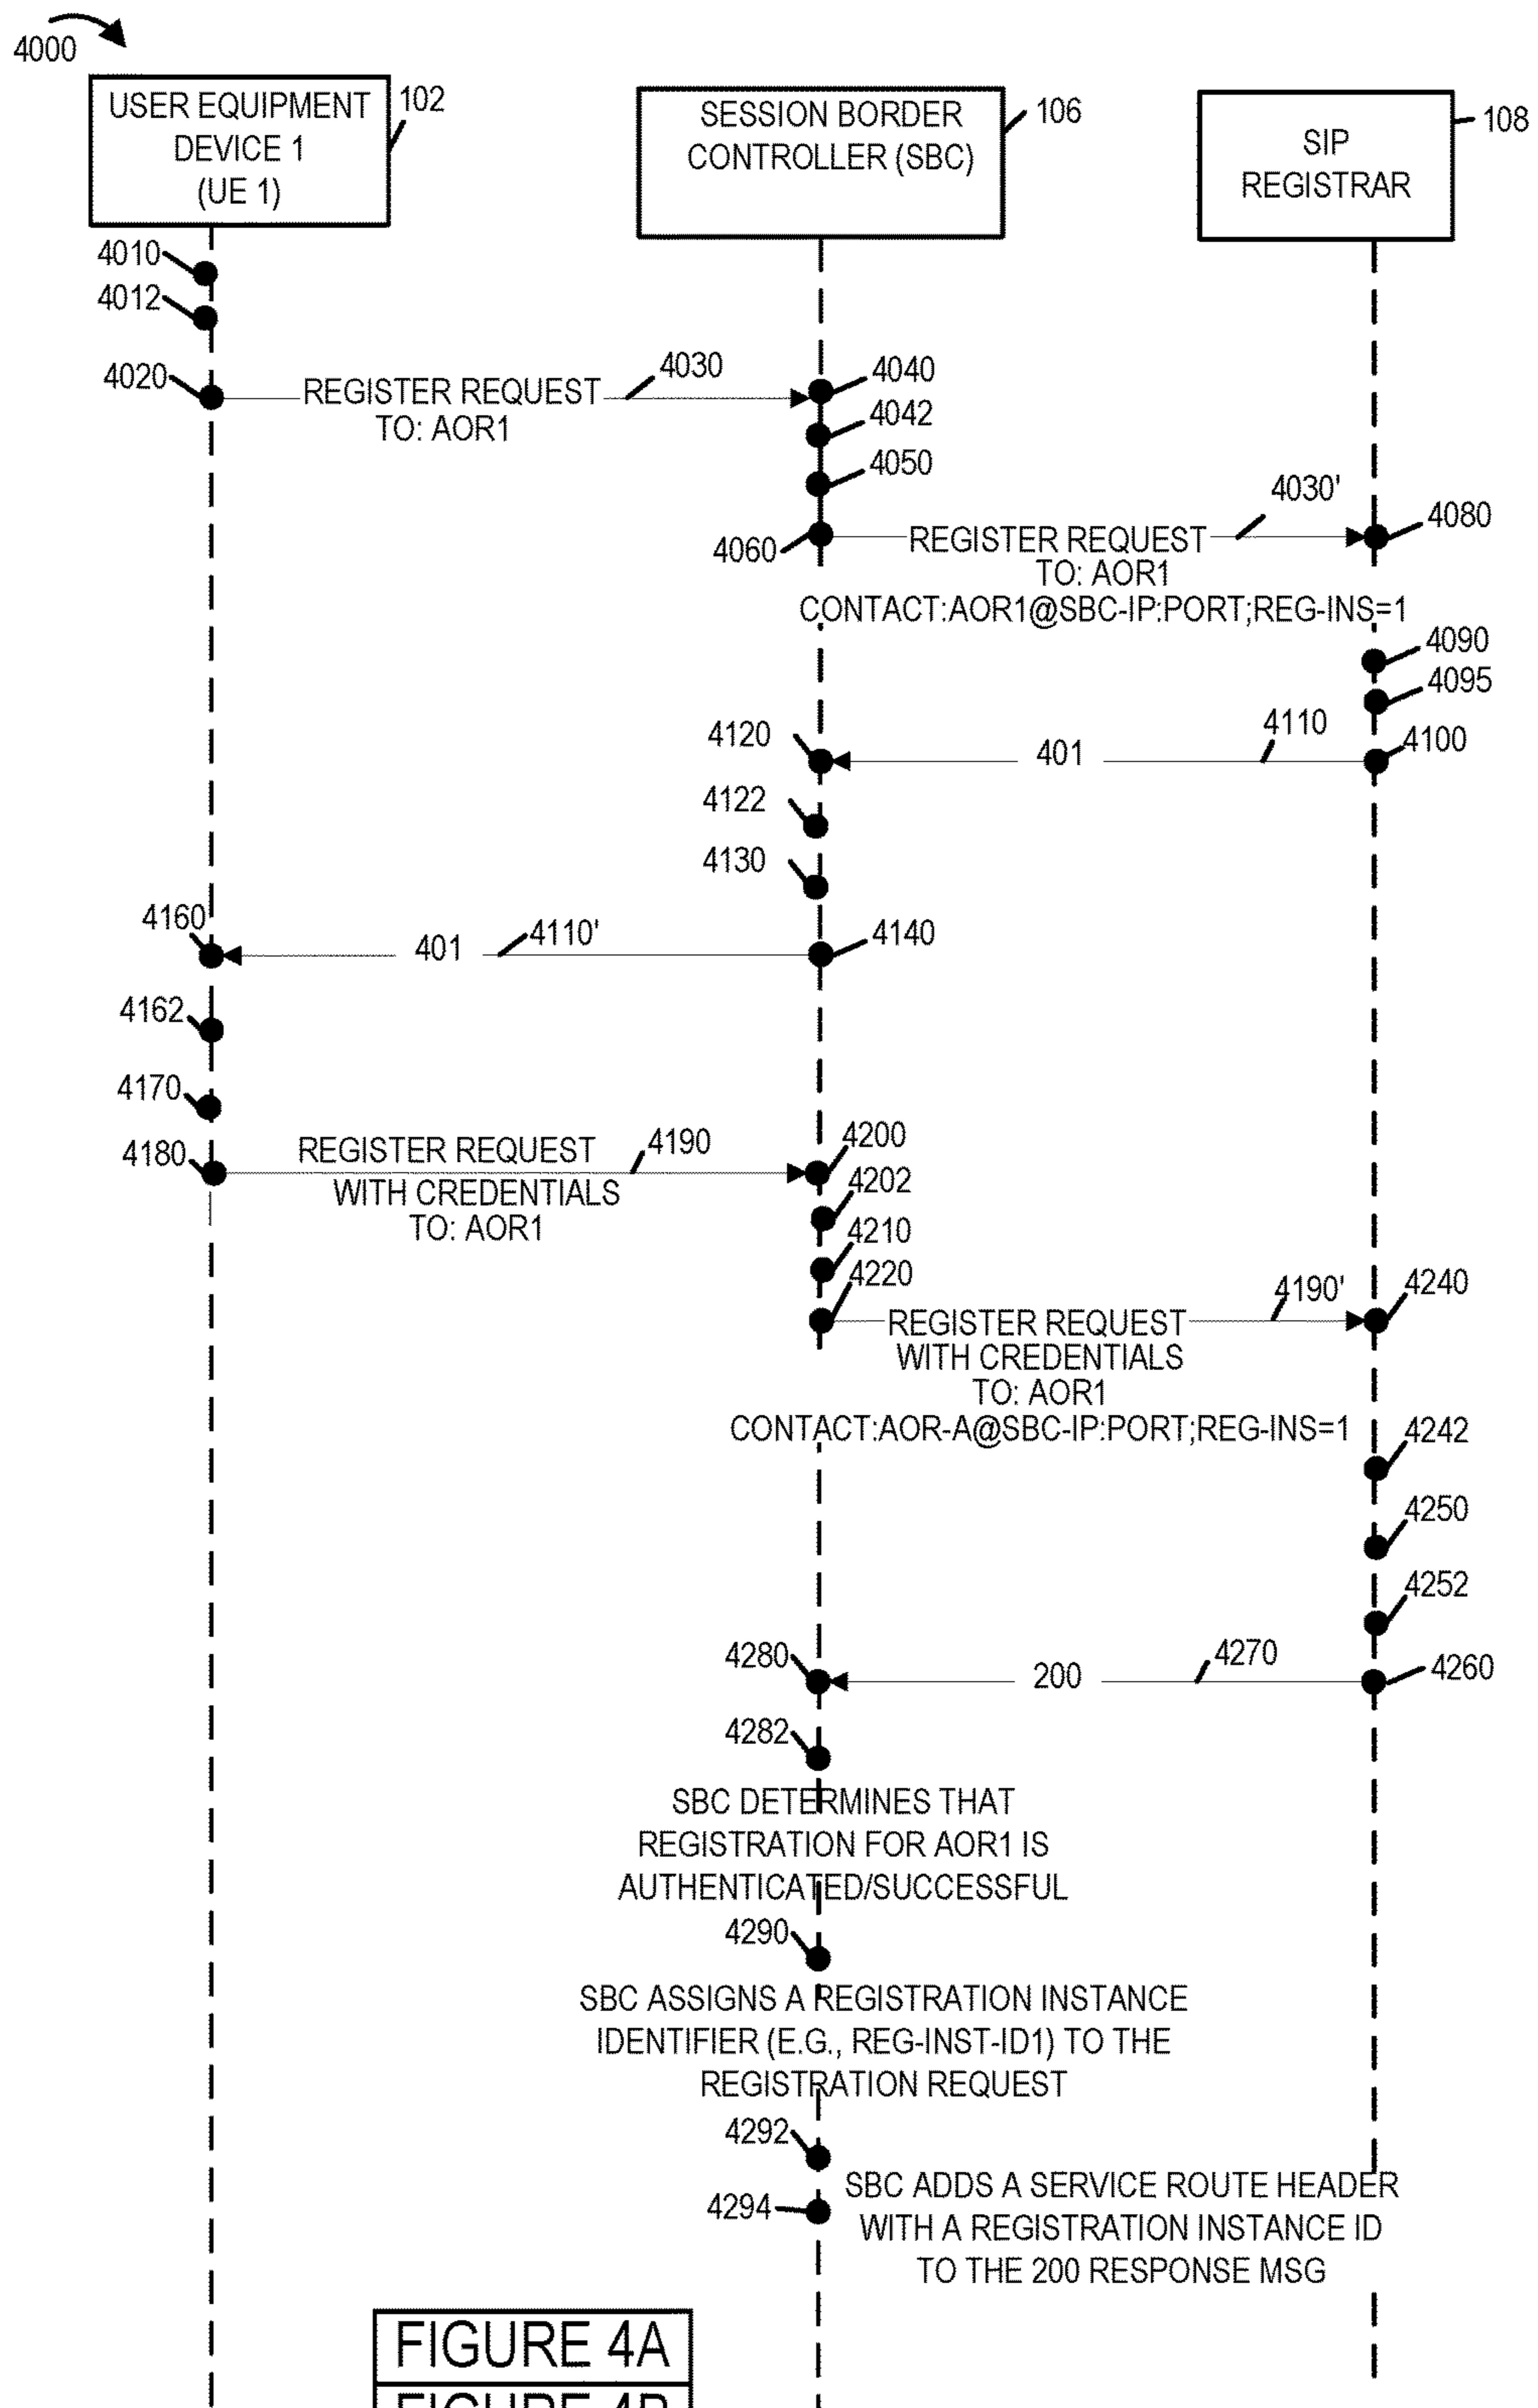 4000
USER EQUIPMENT
DEVICE 1
(UE 1)
102
SESSION BORDER
CONTROLLER (SBC)
106
SIP
REGISTRAR
108
4010
4012
4020
REGISTER REQUEST
TO: AOR1
4030
4040
4042
4050
4060
REGISTER REQUEST
TO: AOR1
CONTACT:AOR1@SBC-IP:PORT;REG-INS=1
4030'
4080
4090
4095
4100
4110
401
4120
4122
4130
4140
4110'
401
4160
4162
4170
4180
REGISTER REQUEST
WITH CREDENTIALS
TO: AOR1
4190
4200
4202
4210
4220
REGISTER REQUEST
WITH CREDENTIALS
TO: AOR1
CONTACT:AOR-A@SBC-IP:PORT;REG-INS=1
4190'
4240
4242
4250
4252
4260
4270
200
4280
4282
SBC DETERMINES THAT
REGISTRATION FOR AOR1 IS
AUTHENTICATED/SUCCESSFUL
4290
SBC ASSIGNS A REGISTRATION INSTANCE
IDENTIFIER (E.G., REG-INST-ID1) TO THE
REGISTRATION REQUEST
4292
4294
SBC ADDS A SERVICE ROUTE HEADER
WITH A REGISTRATION INSTANCE ID
TO THE 200 RESPONSE MSG
FIGURE 4A
FIGURE 4B